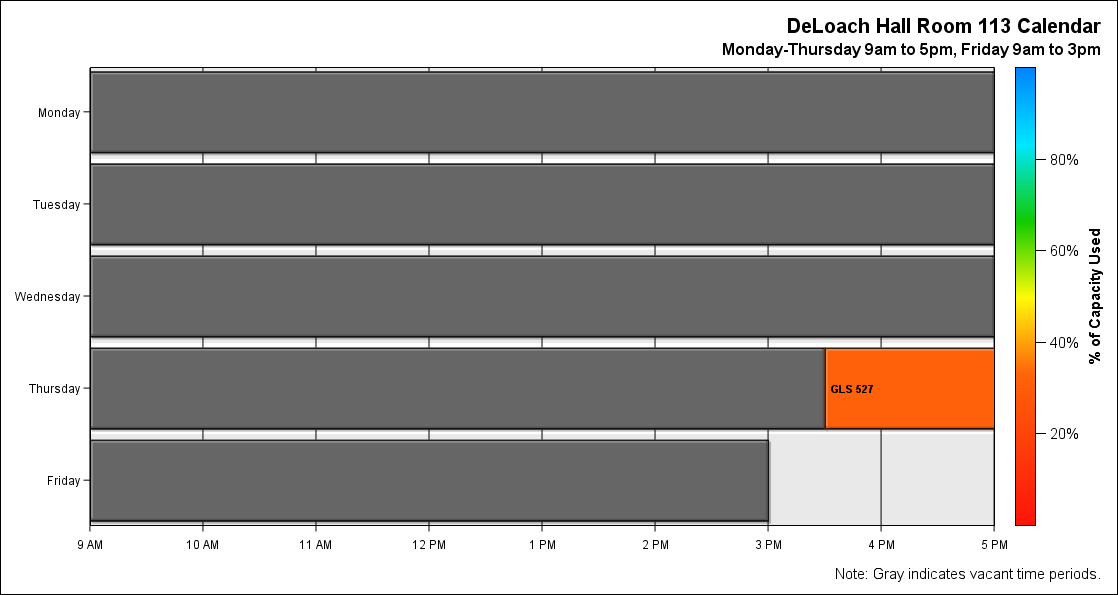 DeLoach Hall Room 113 Calendar
Monday-Thursday 9am to 5pm, Friday 9am to 3pm
Monday
Tuesday
Wednesday
Thursday
GLS 527
Friday
9 AM 10 AM 11 AM 12 PM 1 PM 2 PM 3 PM 4 PM 5 PM
80%
60%
40%
20%
% of Capacity Used
Note: Gray indicates vacant time periods.